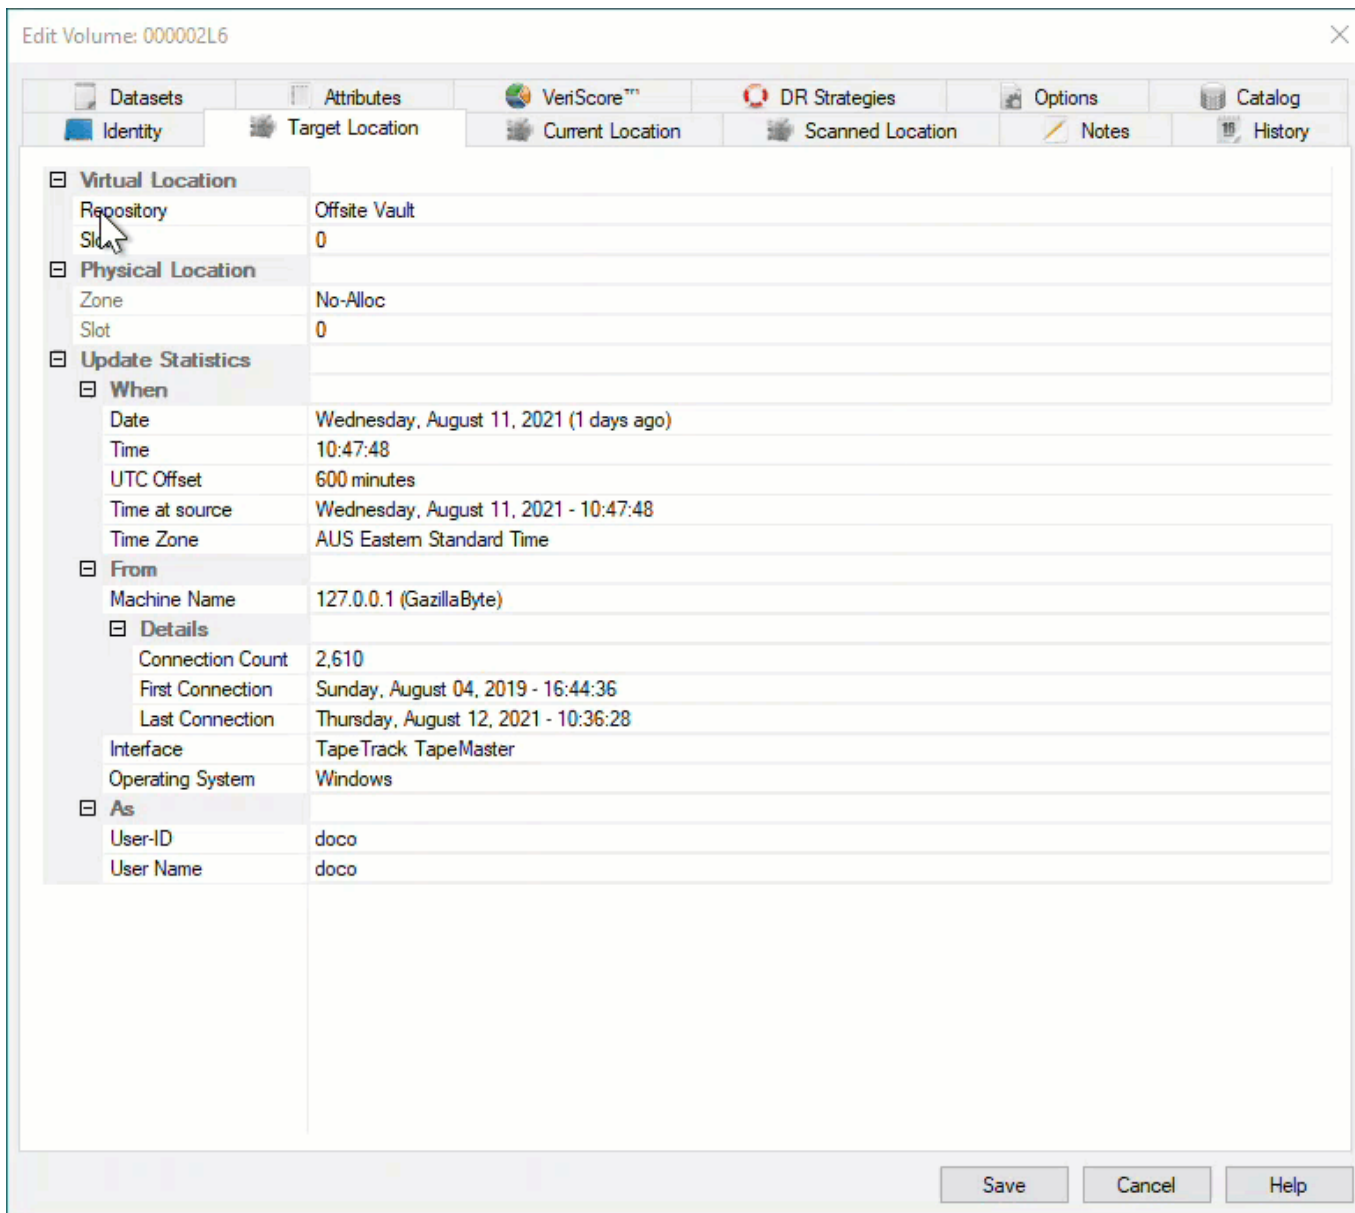 Edit Volume: 000002L6
Datasets Attributes VeriScore™ DR Strategies Options Catalog
Identity Target Location Current Location Scanned Location Notes History
Virtual Location
Repository Offsite Vault
0
Physical Location
Zone No-Alloc
Slot 0
Update Statistics
When
Date Wednesday, August 11, 2021 (1 days ago)
Time 10:47:48
UTC Offset 600 minutes
Time at source Wednesday, August 11, 2021 - 10:47:48
Time Zone AUS Eastern Standard Time
From
Machine Name 127.0.0.1 (GazillaByte)
Details
Connection Count 2,610
First Connection Sunday, August 04, 2019 - 16:44:36
Last Connection Thursday, August 12, 2021 - 10:36:28
Interface TapeTrack TapeMaster
Operating System Windows
As
User-ID doco
User Name doco
Save Cancel Help